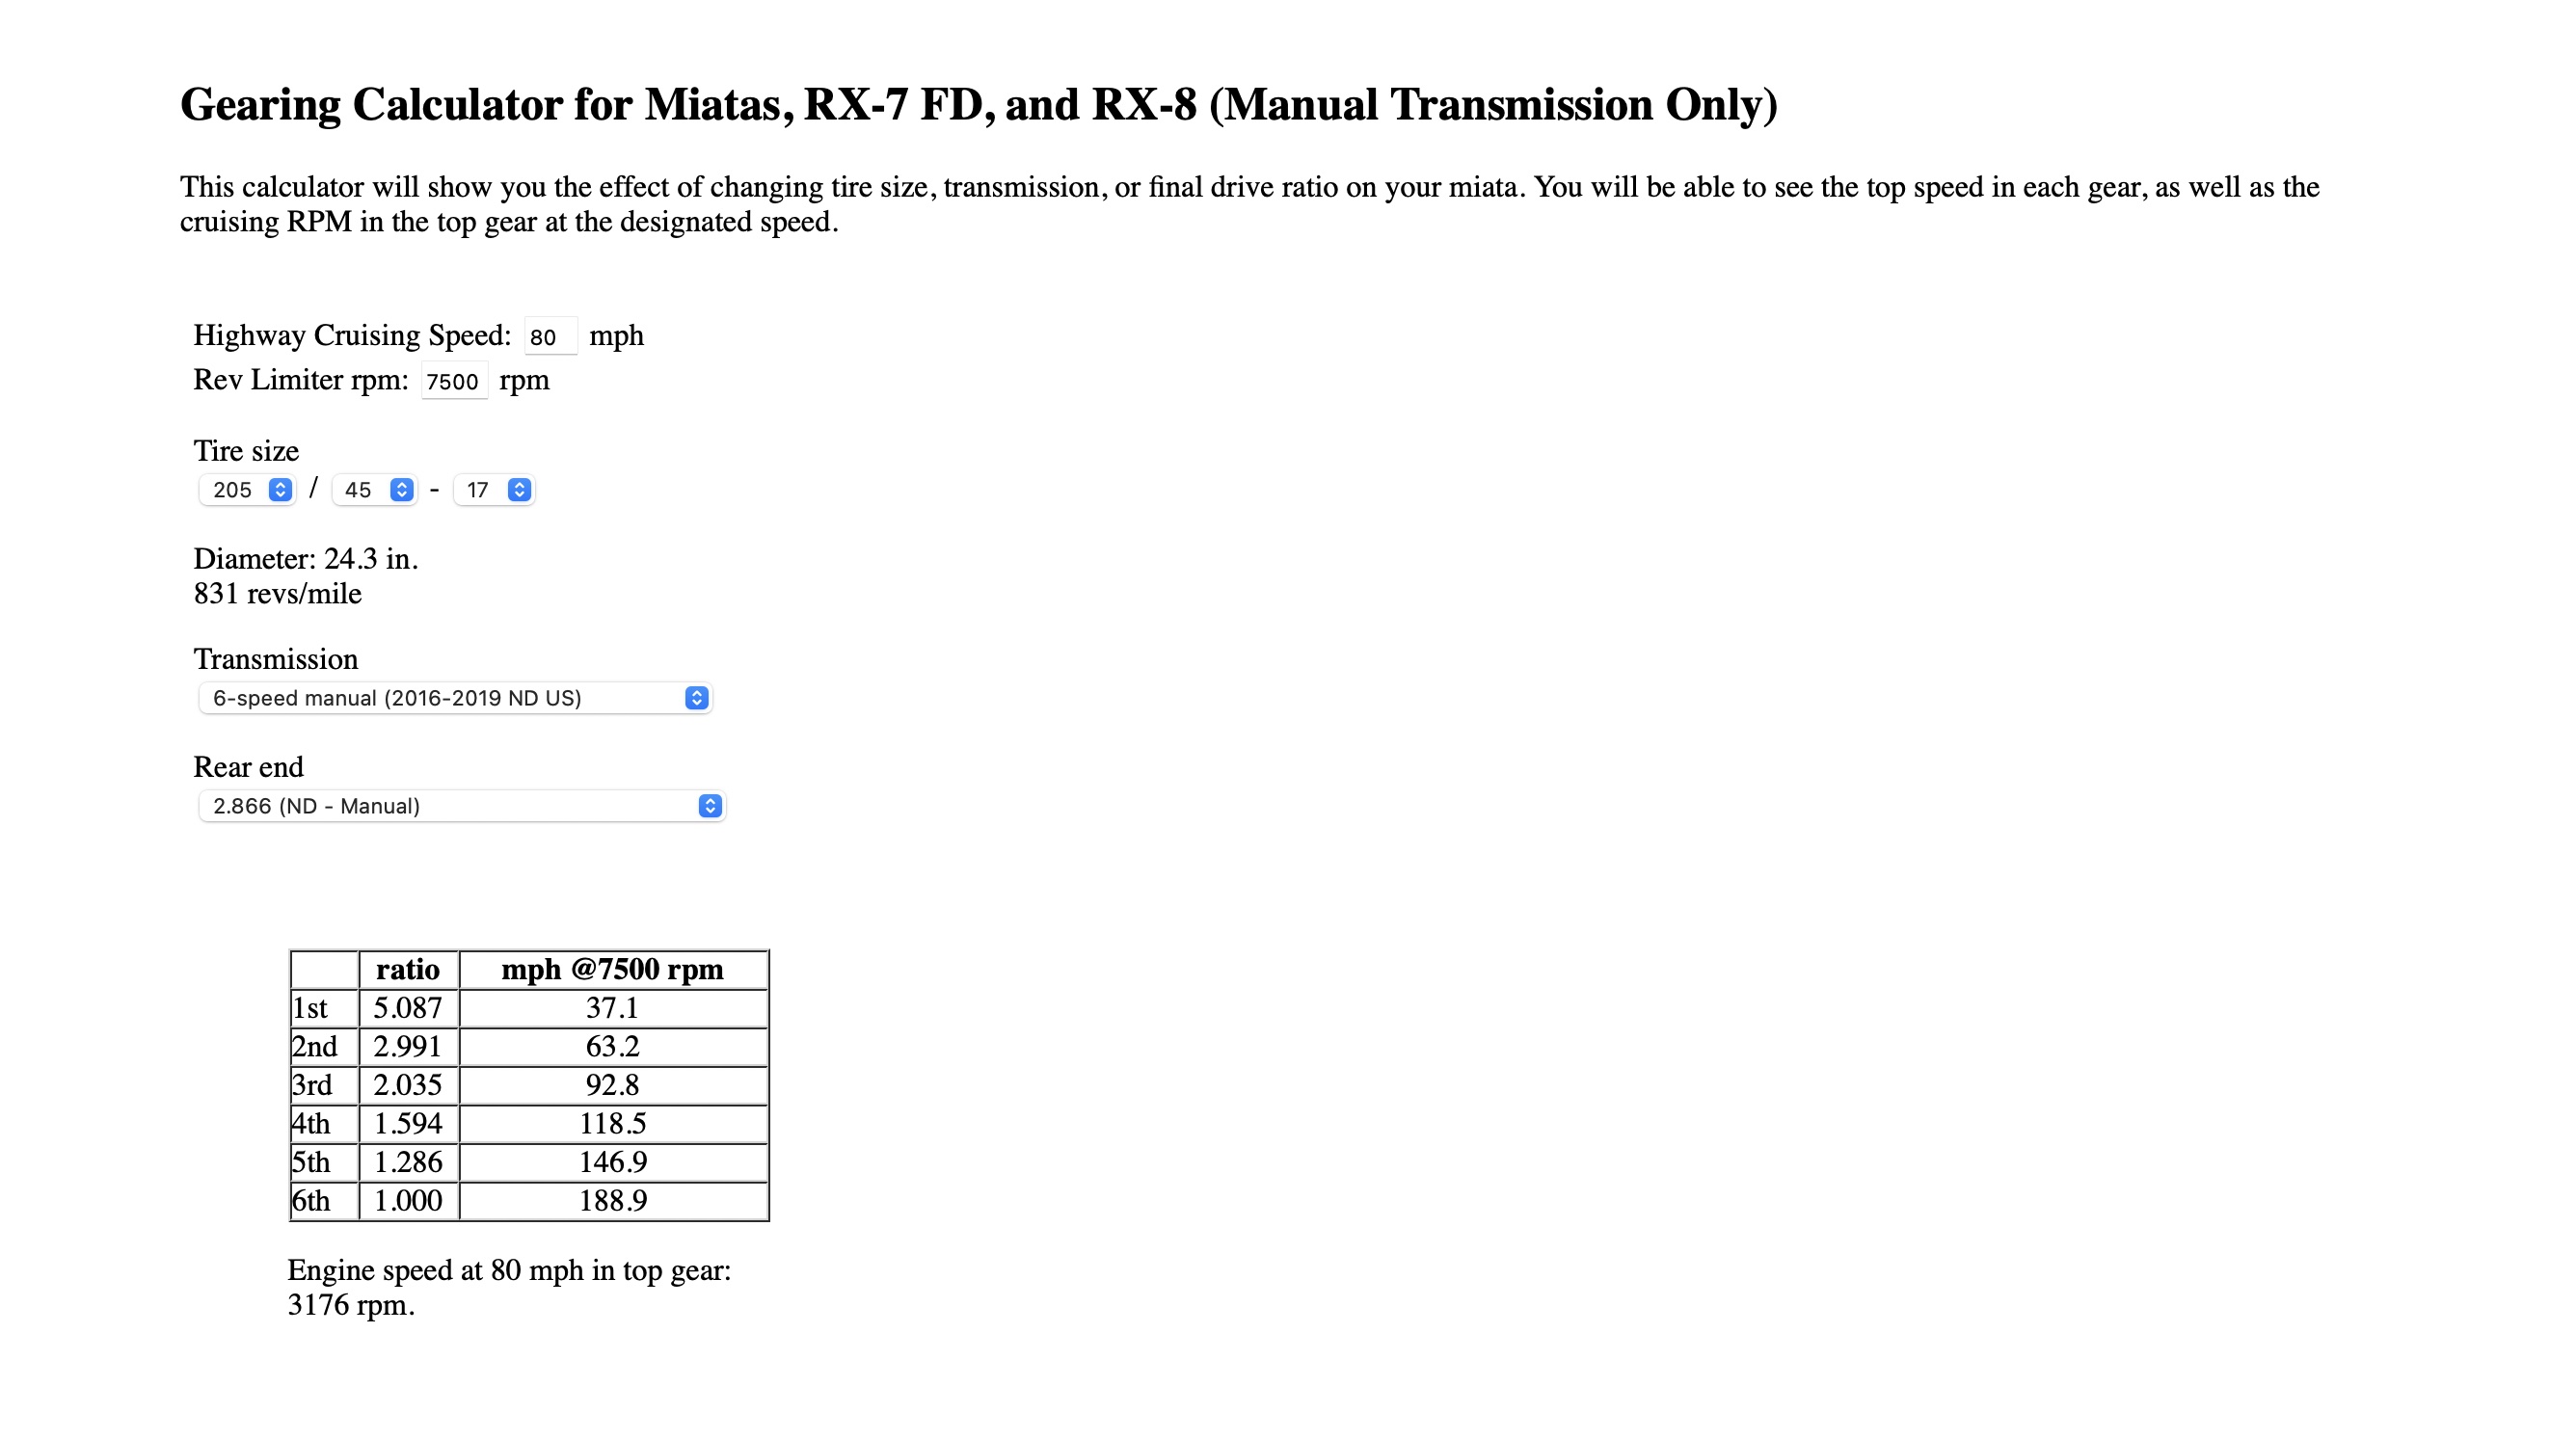 Gearing Calculator for Miatas, RX-7 FD, and RX-8 (Manual Transmission Only)
This calculator will show you the effect of changing tire size, transmission, or final drive ratio on your miata. You will be able to see the top speed in each gear, as well as the
cruising RPM in the top gear at the designated speed.
Highway Cruising Speed: 80 mph
Rev Limiter rpm: 7500 rpm
Tire size
205 / 45 - 17
Diameter: 24.3 in.
831 revs/mile
Transmission
6-speed manual (2016-2019 ND US)
Rear end
2.866 (ND - Manual)
ratio mph @7500 rpm
1st 5.087 37.1
2nd 2.991 63.2
3rd 2.035 92.8
4th 1.594 118.5
5th 1.286 146.9
6th 1.000 188.9
Engine speed at 80 mph in top gear:
3176 rpm.